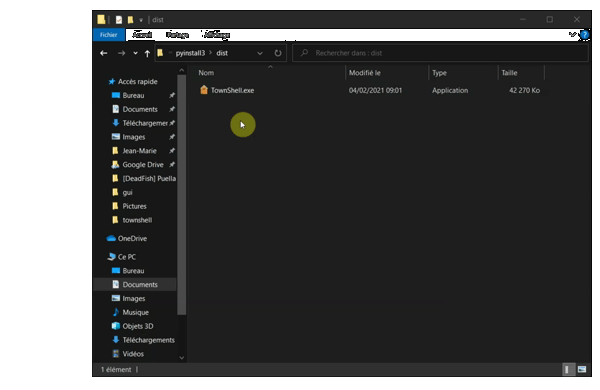 dist
Fichier Accueil Partage Affichage
pyinstall3 > dist
Rechercher dans : dist
Nom Modifié le Type Taille
TownShell.exe 04/02/2021 09:01 Application 42 270 Ko
Accès rapide
Bureau
Documents
Téléchargemer
Images
Jean-Marie
Google Drive
[DeadFish] Puella
gui
Pictures
townshell
OneDrive
Ce PC
Bureau
Documents
Images
Musique
Objets 3D
Téléchargements
Vidéos
1 élément